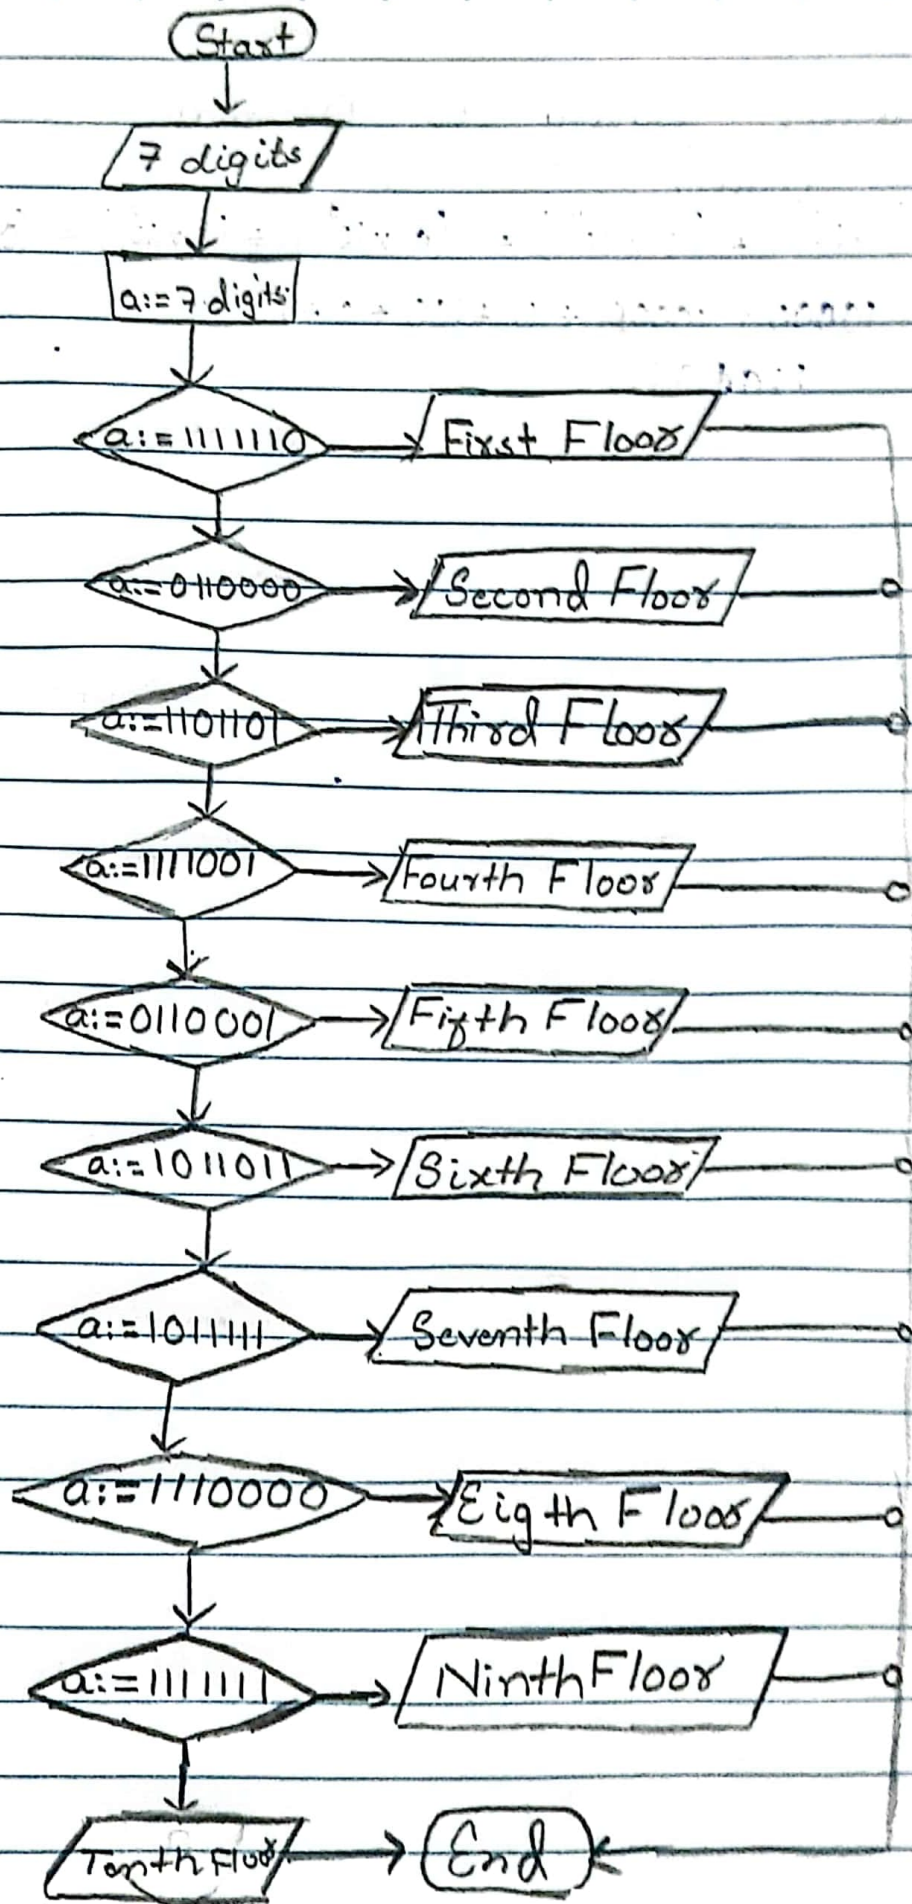 Start
7 digits
a:=7 digits
a:=1111110
First Floor
a:=0110000
Second Floor
a:=1101101
Third Floor
a:=1111001
Fourth Floor
a:=0110001
Fifth Floor
a:=1011011
Sixth Floor
a:=1011111
Seventh Floor
a:=1110000
Eigth Floor
a:=1111111
Ninth Floor
Tenth Floor
End